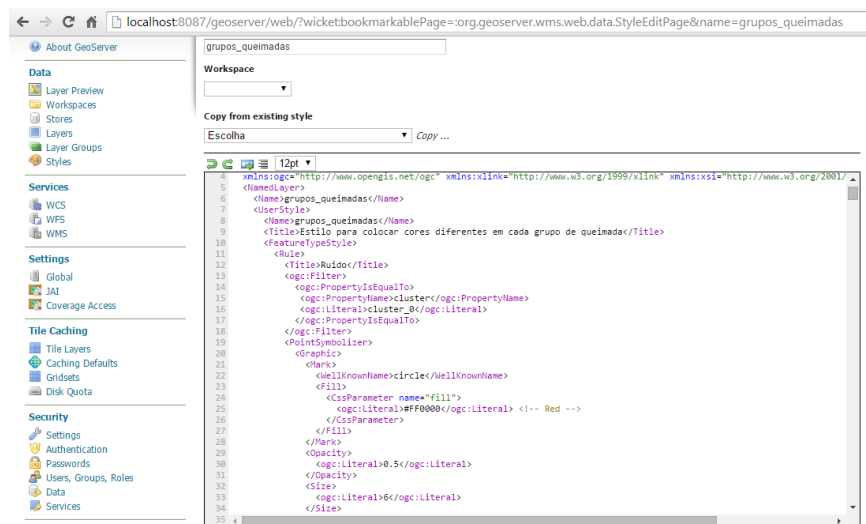 localhost:8087/geoserver/web/?wicket:bookmarkablePage=:org.geoserver.wms.web.data.StyleEditPage&name=grupos_queimadas
About GeoServer
Data
Layer Preview
Workspaces
Stores
Layers
Layer Groups
Styles
Services
WCS
WFS
WMS
Settings
Global
JAI
Coverage Access
Tile Caching
Tile Layers
Caching Defaults
Gridsets
Disk Quota
Security
Settings
Authentication
Passwords
Users, Groups, Roles
Data
Services
grupos_queimadas
Workspace
Copy from existing style
Escolha Copy ...
12pt
4 xmlns:ogc="http://www.opengis.net/ogc" xmlns:xlink="http://www.w3.org/1999/xlink" xmlns:xsi="http://www.w3.org/2001/
5 <NamedLayer>
6 <Name>grupos_queimadas</Name>
7 <UserStyle>
8 <Name>grupos_queimadas</Name>
9 <Title>Estilo para colocar cores diferentes em cada grupo de queimada</Title>
10 <FeatureTypeStyle>
11 <Rule>
12 <Title>Ruido</Title>
13 <ogc:Filter>
14 <ogc:PropertyIsEqualTo>
15 <ogc:PropertyName>cluster</ogc:PropertyName>
16 <ogc:Literal>cluster_0</ogc:Literal>
17 </ogc:PropertyIsEqualTo>
18 </ogc:Filter>
19 <PointSymbolizer>
20 <Graphic>
21 <Mark>
22 <WellKnownName>circle</WellKnownName>
23 <Fill>
24 <CssParameter name="fill">
25 <ogc:Literal>#FF0000</ogc:Literal> <!-- Red -->
26 </CssParameter>
27 </Fill>
28 </Mark>
29 <Opacity>
30 <ogc:Literal>0.5</ogc:Literal>
31 </Opacity>
32 <Size>
33 <ogc:Literal>6</ogc:Literal>
34 </Size>
35